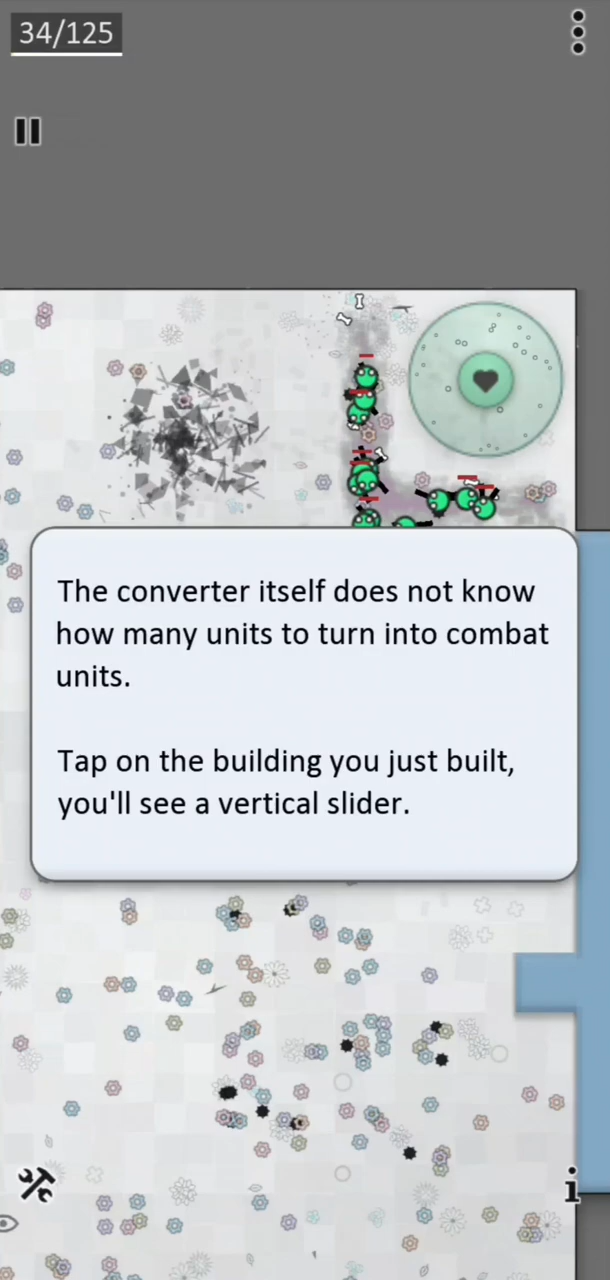 34/125
The converter itself does not know
how many units to turn into combat
units.
Tap on the building you just built,
you'll see a vertical slider.
i